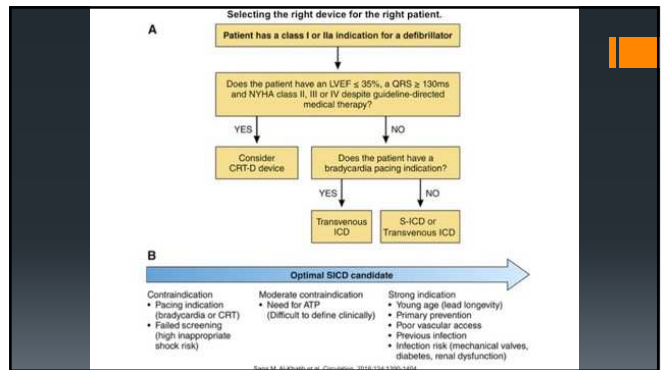 Selecting the right device for the right patient.
A
Patient has a class I or IIa indication for a defibrillator
Does the patient have an LVEF ≤ 35%, a QRS ≥ 130ms
and NYHA class II, III or IV despite guideline-directed
medical therapy?
YES
NO
Consider
CRT-D device
Does the patient have a
bradycardia pacing indication?
YES
NO
Transvenous
ICD
S-ICD or
Transvenous ICD
B
Optimal SICD candidate
Contraindication
• Pacing indication
(bradycardia or CRT)
• Failed screening
(high inappropriate
shock risk)
Moderate contraindication
• Need for ATP
(Difficult to define clinically)
Strong indication
• Young age (lead longevity)
• Primary prevention
• Poor vascular access
• Previous infection
• Infection risk (mechanical valves,
diabetes, renal dysfunction)